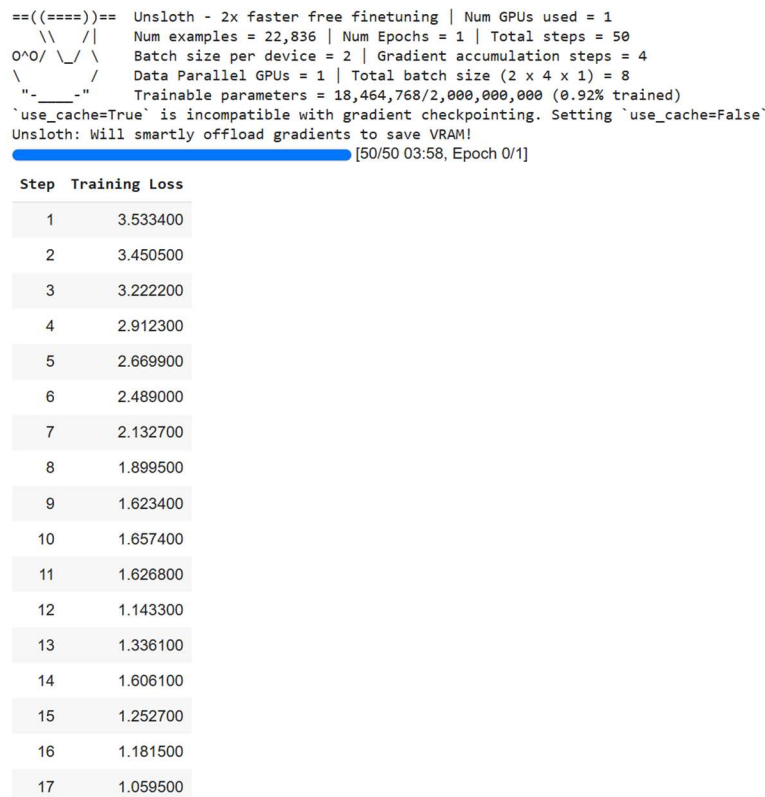 ==((====))==  Unsloth - 2x faster free finetuning | Num GPUs used = 1
   \\   /|    Num examples = 22,836 | Num Epochs = 1 | Total steps = 50
O^O/ \_/ \    Batch size per device = 2 | Gradient accumulation steps = 4
\        /    Data Parallel GPUs = 1 | Total batch size (2 x 4 x 1) = 8
 "-____-"     Trainable parameters = 18,464,768/2,000,000,000 (0.92% trained)
`use_cache=True` is incompatible with gradient checkpointing. Setting `use_cache=False`
Unsloth: Will smartly offload gradients to save VRAM!
[50/50 03:58, Epoch 0/1]
Step Training Loss
1 3.533400
2 3.450500
3 3.222200
4 2.912300
5 2.669900
6 2.489000
7 2.132700
8 1.899500
9 1.623400
10 1.657400
11 1.626800
12 1.143300
13 1.336100
14 1.606100
15 1.252700
16 1.181500
17 1.059500